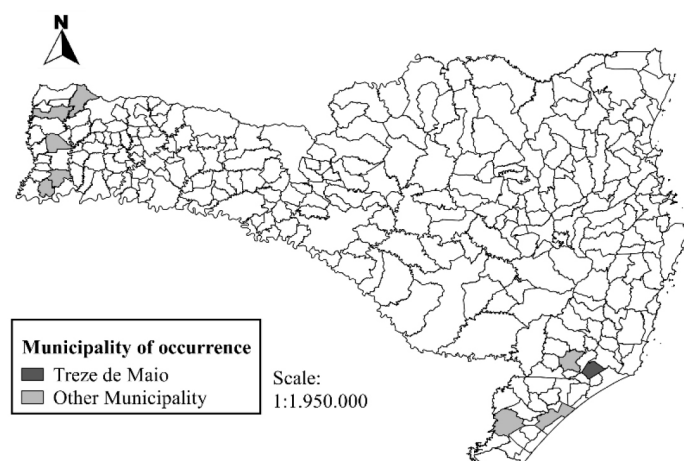 N
Municipality of occurrence
Treze de Maio
Other Municipality
Scale:
1:1.950.000